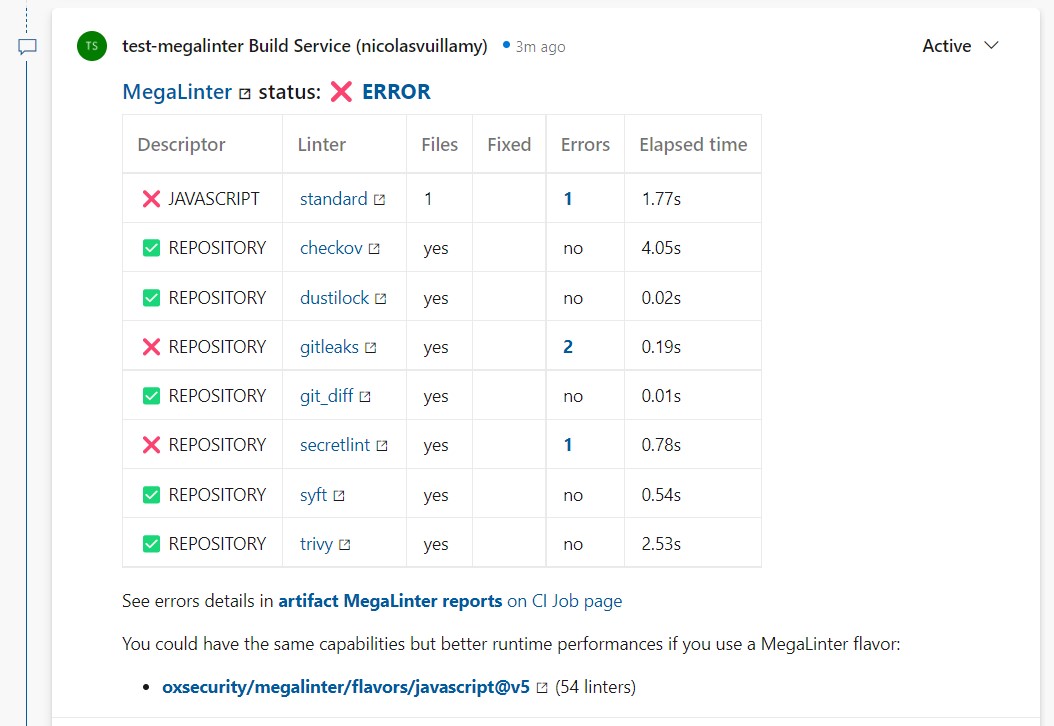 TS test-megalinter Build Service (nicolasvuillamy) 3m ago Active
MegaLinter status: ERROR
Descriptor Linter Files Fixed Errors Elapsed time
JAVASCRIPT standard 1 1 1.77s
REPOSITORY checkov yes no 4.05s
REPOSITORY dustilock yes no 0.02s
REPOSITORY gitleaks yes 2 0.19s
REPOSITORY git_diff yes no 0.01s
REPOSITORY secretlint yes 1 0.78s
REPOSITORY syft yes no 0.54s
REPOSITORY trivy yes no 2.53s
See errors details in artifact MegaLinter reports on CI Job page
You could have the same capabilities but better runtime performances if you use a MegaLinter flavor:
• oxsecurity/megalinter/flavors/javascript@v5 (54 linters)